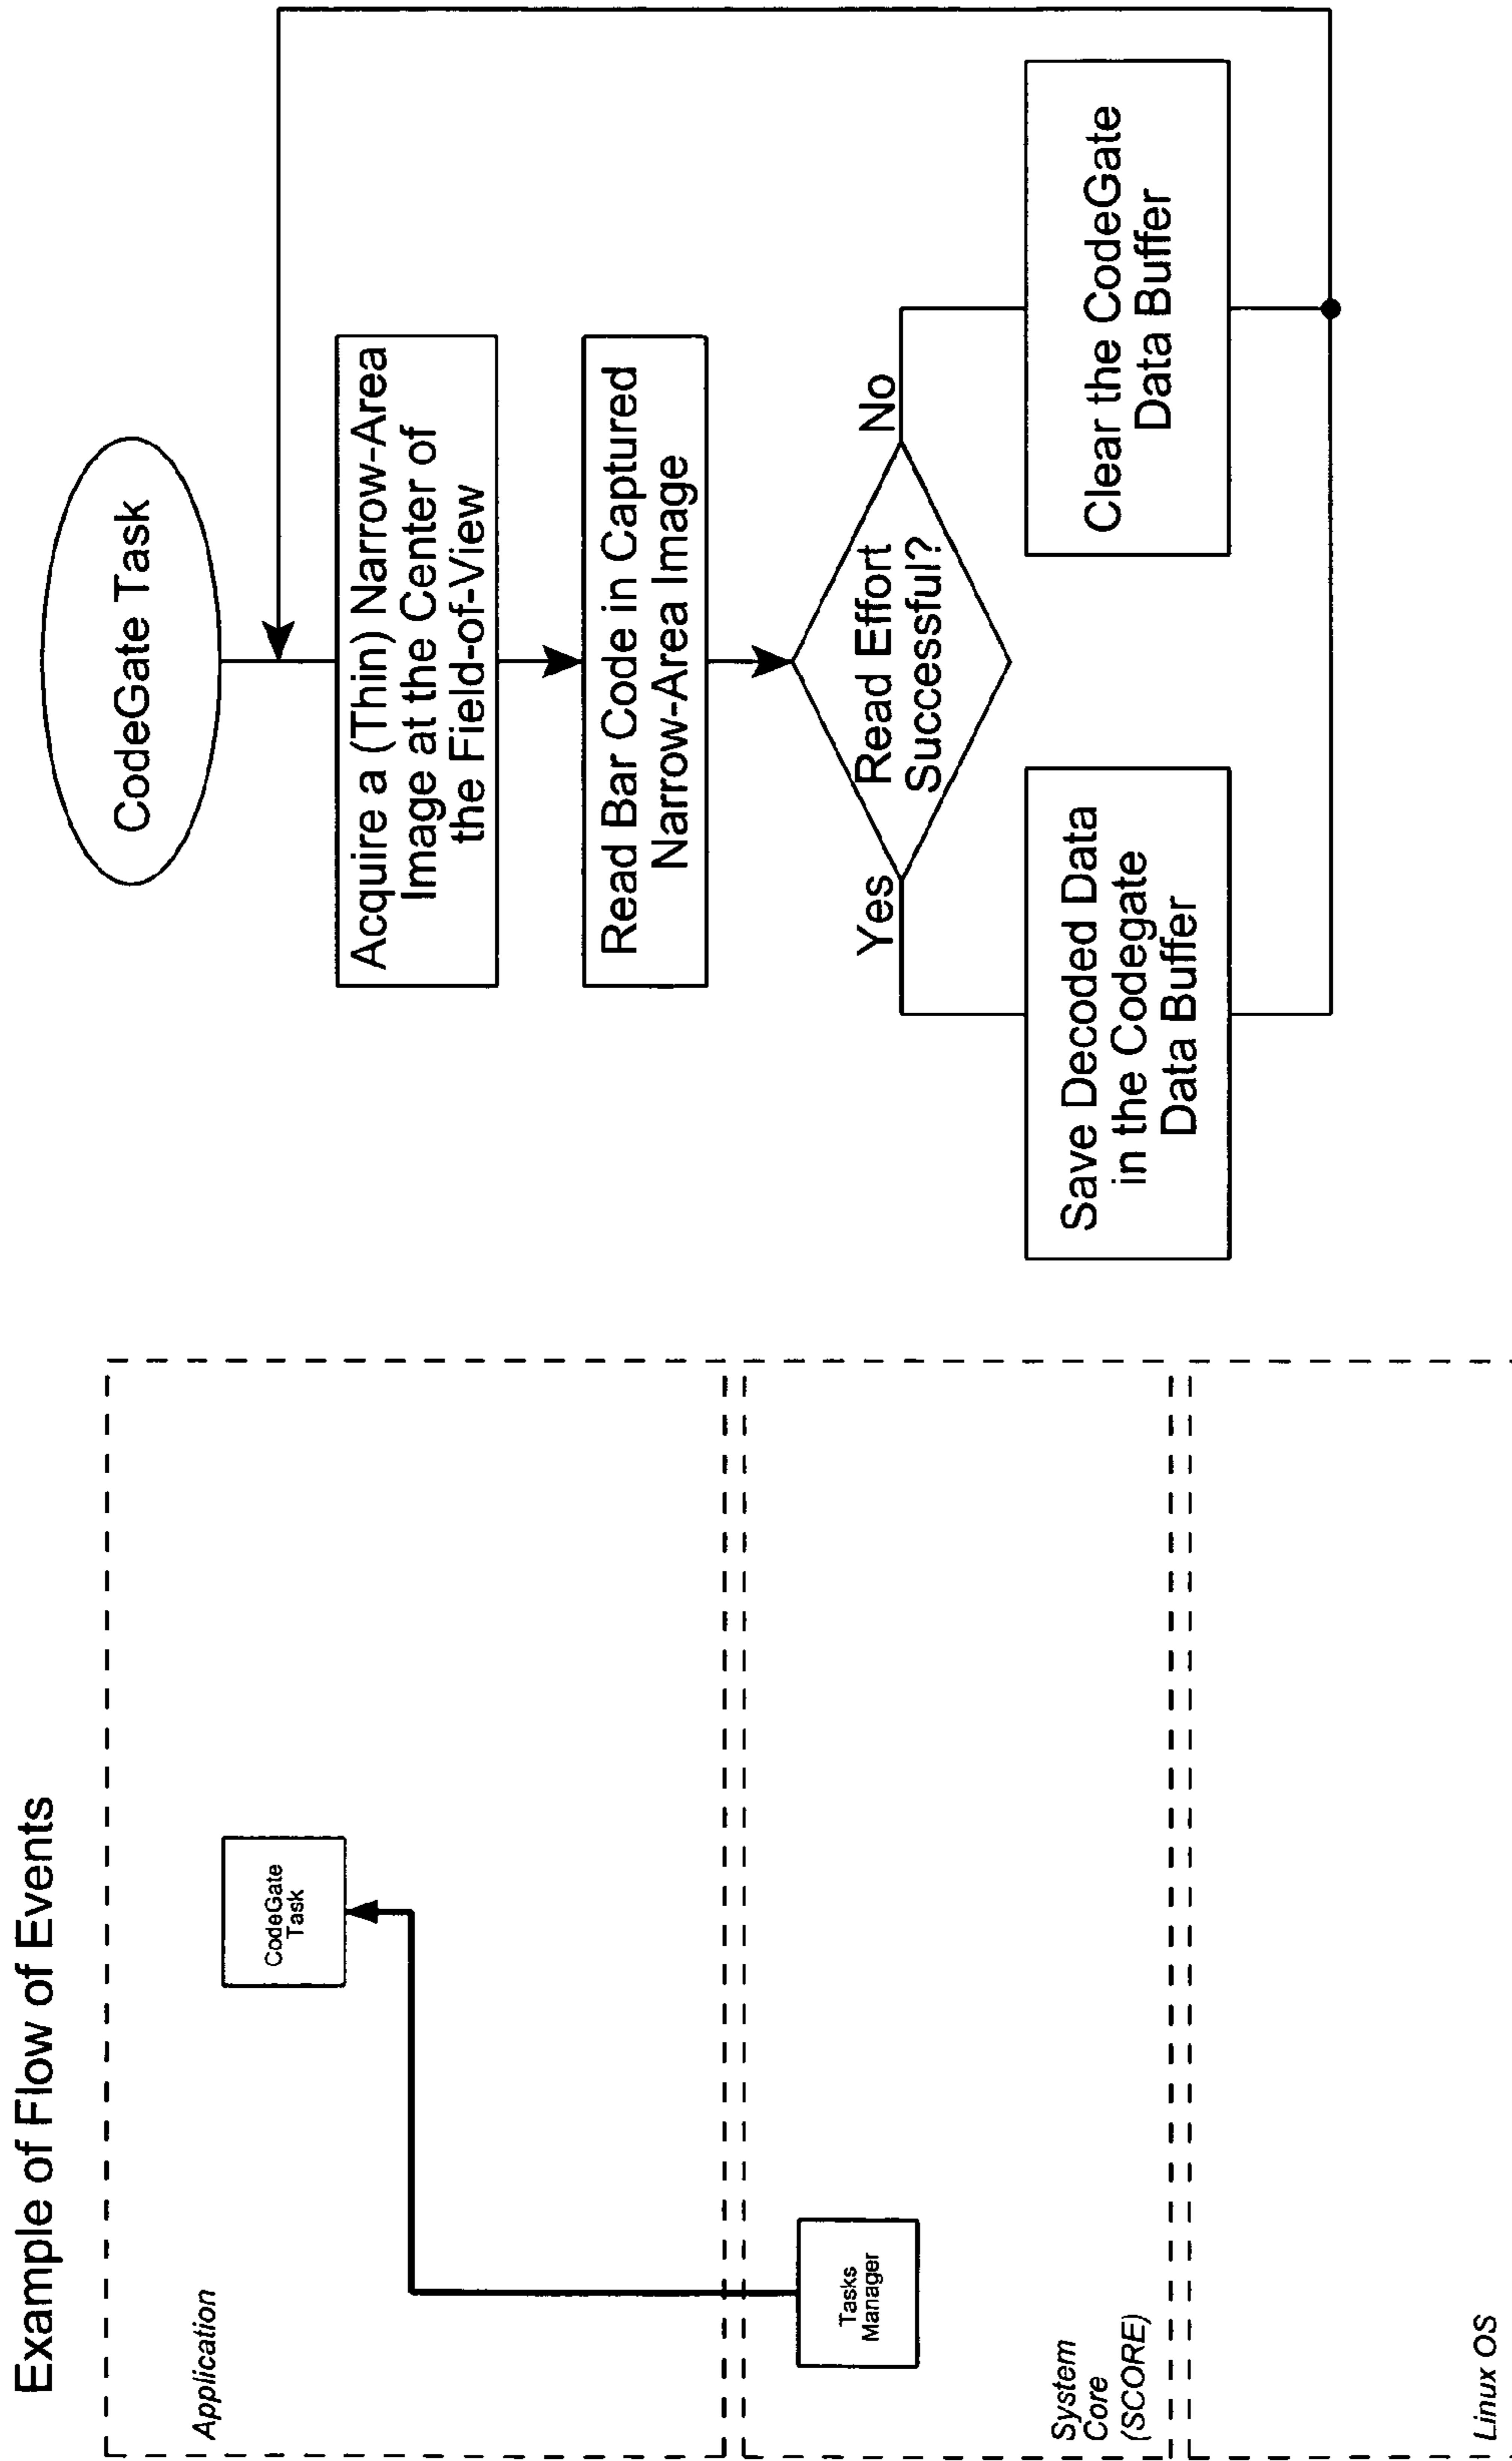 Example of Flow of Events
Application
CodeGate
Task
Tasks
Manager
System
Core
(SCORE)
Linux OS
CodeGate Task
Acquire a (Thin) Narrow-Area
Image at the Center of
the Field-of-View
Read Bar Code in Captured
Narrow-Area Image
Read Effort
Successful?
Yes
No
Save Decoded Data
in the Codegate
Data Buffer
Clear the CodeGate
Data Buffer